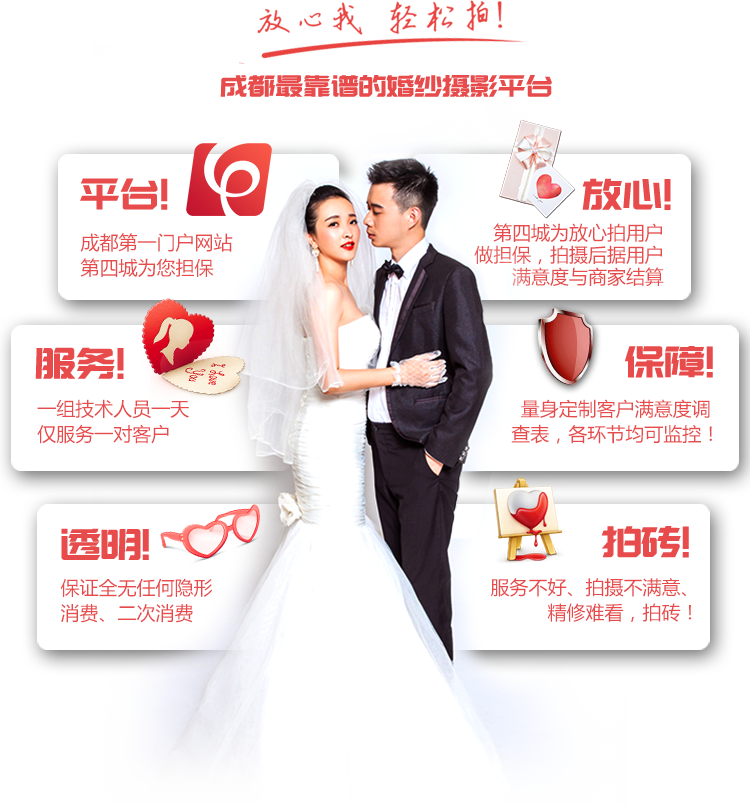 放心我 轻松拍!
成都最靠谱的婚纱摄影平台
平台!
成都第一门户网站
第四城为您担保
放心!
第四城为放心拍用户
做担保，拍摄后据用户
满意度与商家结算
服务!
I Love
You
一组技术人员一天
仅服务一对客户
保障!
量身定制客户满意度调
查表，各环节均可监控！
透明!
保证全无任何隐形
消费、二次消费
拍砖!
服务不好、拍摄不满意、
精修难看，拍砖！